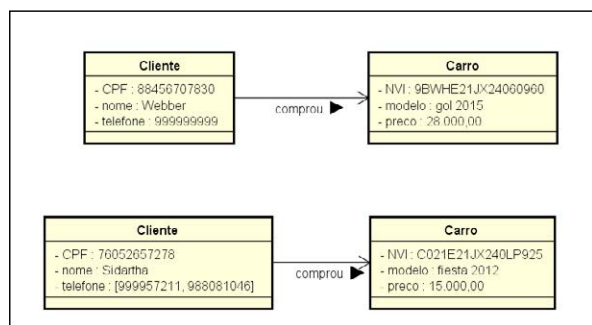 Cliente
- CPF : 88456707830
- nome : Webber
- telefone : 999999999
comprou
Carro
- NVI : 9BWHE21JX24060960
- modelo : gol 2015
- preco : 28.000,00
Cliente
- CPF : 76052657278
- nome : Sidartha
- telefone : [999957211, 988081046]
comprou
Carro
- NVI : C021E21JX240LP925
- modelo : fiesta 2012
- preco : 15.000,00